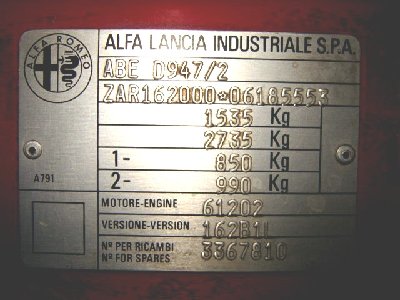 ALFA LANCIA INDUSTRIALE S.P.A.
ALFA ROMEO
ABE D947/2
ZAR162000*06185553
1535 Kg
2735 Kg
1- 850 Kg
2- 990 Kg
A791
MOTORE-ENGINE 61202
VERSIONE-VERSION 162B1L
Nº PER RICAMBI
Nº FOR SPARES 3367810